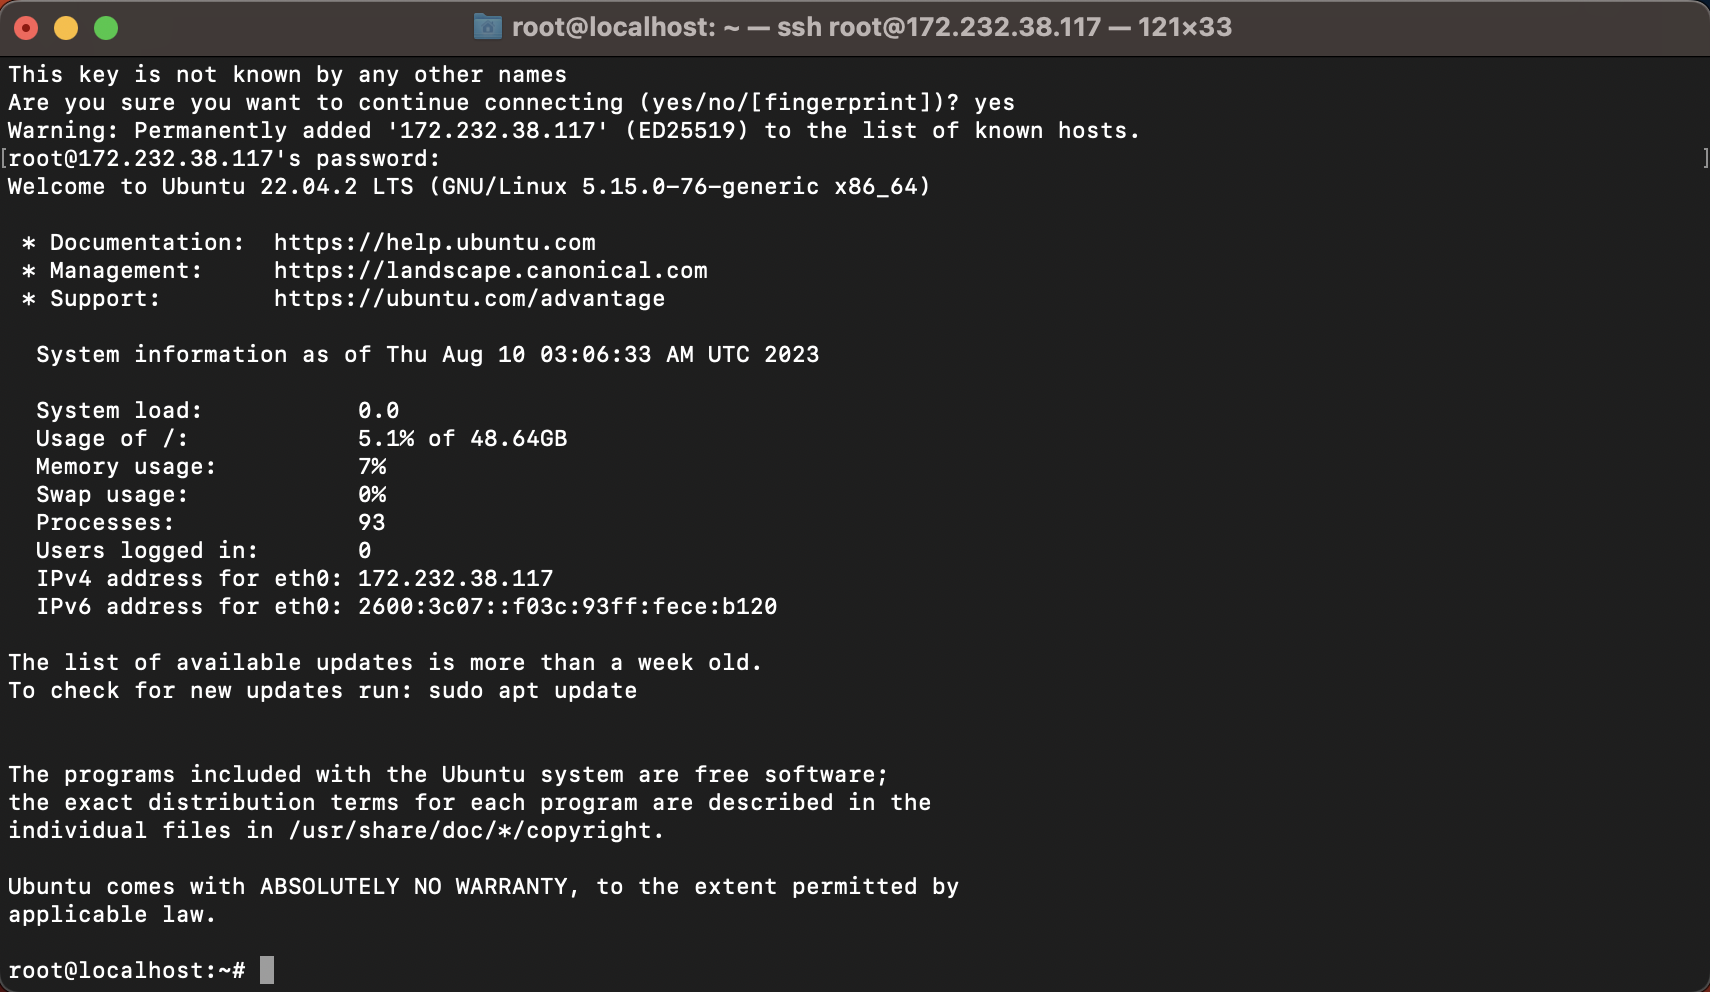 root@localhost: ~ — ssh root@172.232.38.117 — 121×33
This key is not known by any other names
Are you sure you want to continue connecting (yes/no/[fingerprint])? yes
Warning: Permanently added '172.232.38.117' (ED25519) to the list of known hosts.
[root@172.232.38.117's password: ]
Welcome to Ubuntu 22.04.2 LTS (GNU/Linux 5.15.0-76-generic x86_64)

 * Documentation:  https://help.ubuntu.com
 * Management:     https://landscape.canonical.com
 * Support:        https://ubuntu.com/advantage

  System information as of Thu Aug 10 03:06:33 AM UTC 2023

  System load:           0.0
  Usage of /:            5.1% of 48.64GB
  Memory usage:          7%
  Swap usage:            0%
  Processes:             93
  Users logged in:       0
  IPv4 address for eth0: 172.232.38.117
  IPv6 address for eth0: 2600:3c07::f03c:93ff:fece:b120

The list of available updates is more than a week old.
To check for new updates run: sudo apt update

The programs included with the Ubuntu system are free software;
the exact distribution terms for each program are described in the
individual files in /usr/share/doc/*/copyright.

Ubuntu comes with ABSOLUTELY NO WARRANTY, to the extent permitted by
applicable law.

root@localhost:~#